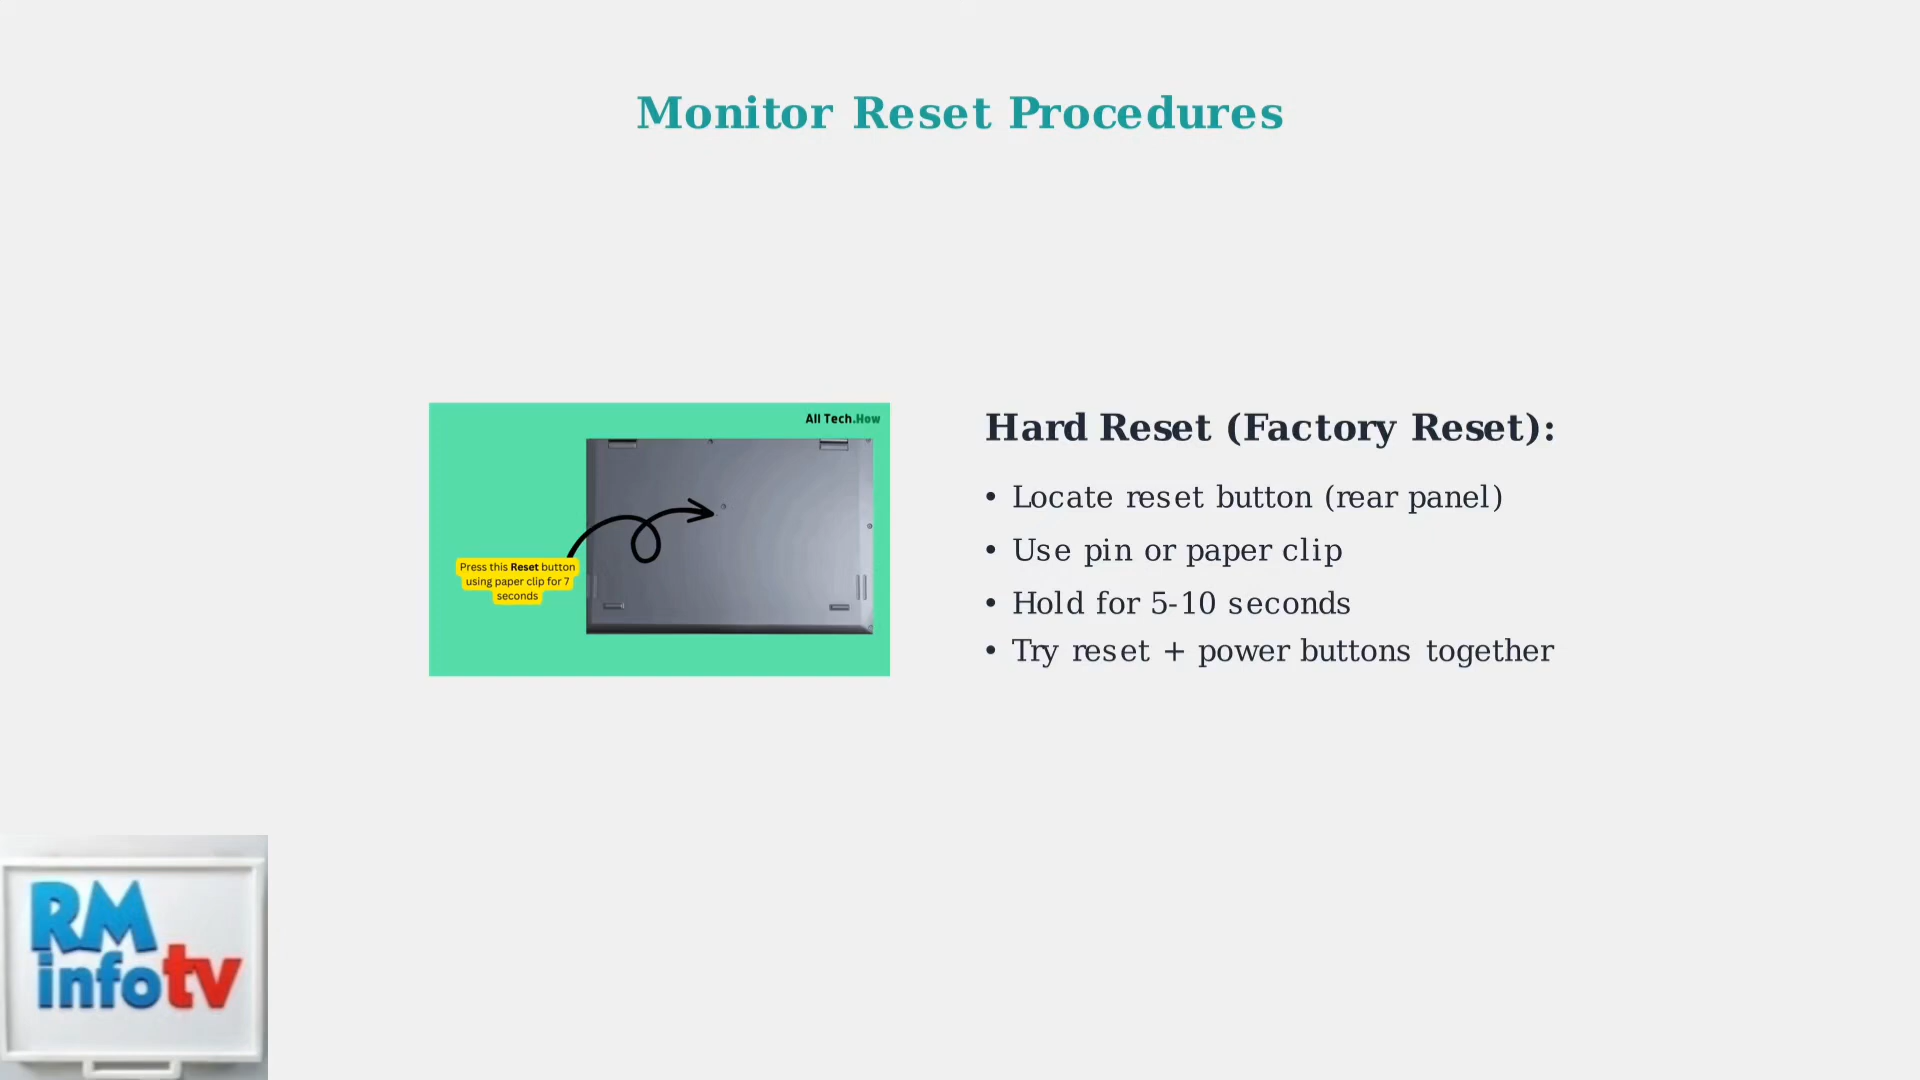 Monitor Reset Procedures
All Tech.How
Press this Reset button
using paper clip for 7
seconds
Hard Reset (Factory Reset):
• Locate reset button (rear panel)
• Use pin or paper clip
• Hold for 5-10 seconds
• Try reset + power buttons together
RM
infotv